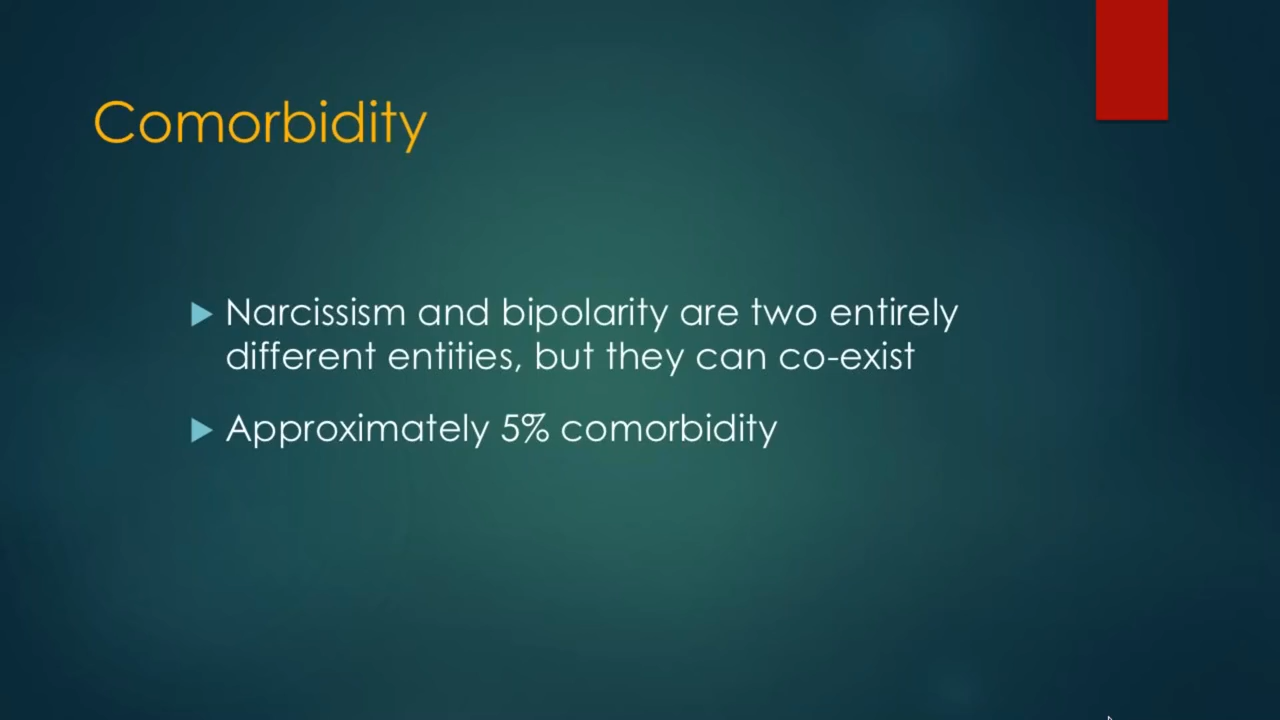 Comorbidity
Narcissism and bipolarity are two entirely
different entities, but they can co-exist
Approximately 5% comorbidity